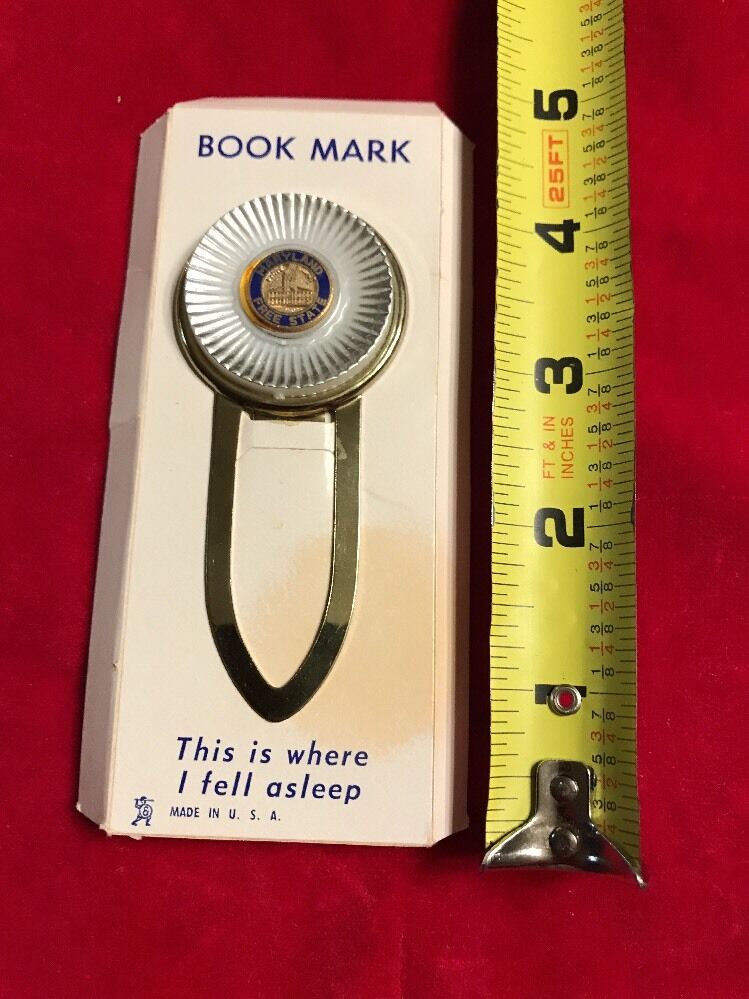 BOOK MARK
MARYLAND
FREE STATE
This is where
I fell asleep
MADE IN U. S. A.
5
25FT
4
3
FT & IN
INCHES
2
1